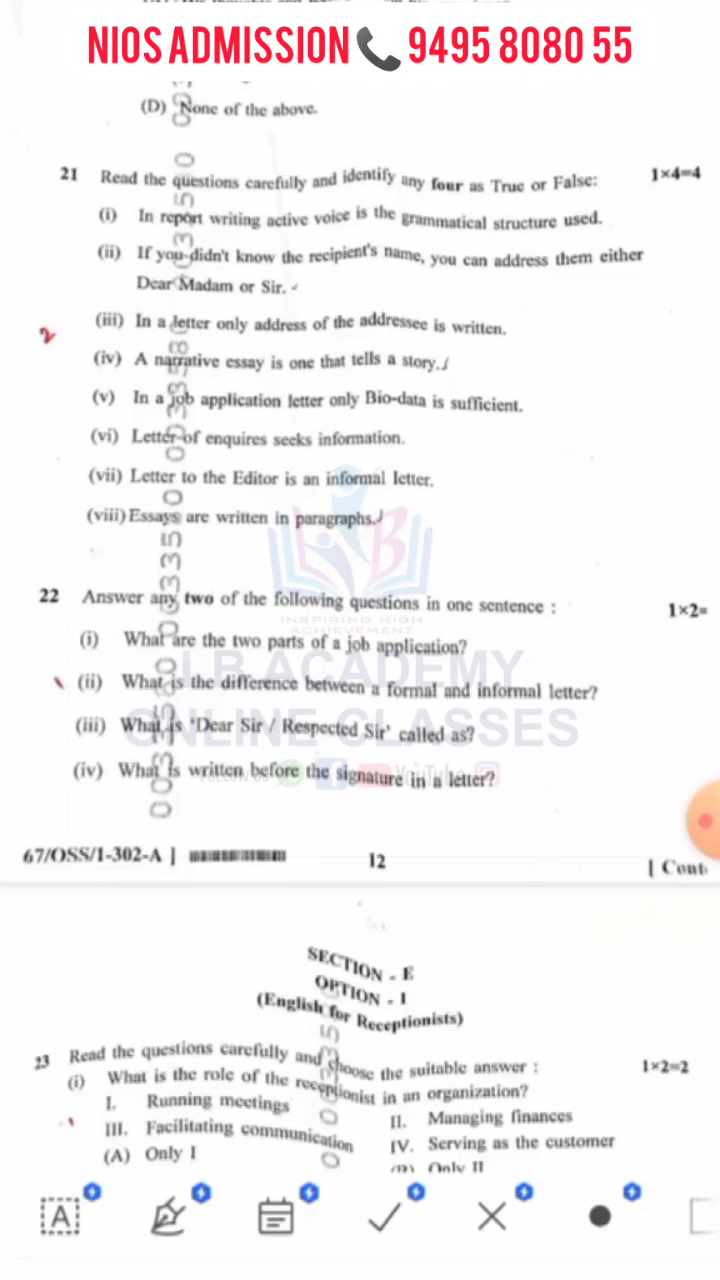 NIOS ADMISSION 📞 9495 8080 55
(D) None of the above.
21 Read the questions carefully and identify any four as True or False: 1×4=4
(i) In report writing active voice is the grammatical structure used.
(ii) If you didn't know the recipient's name, you can address them either
Dear Madam or Sir.
2
(iii) In a letter only address of the addressee is written.
(iv) A narrative essay is one that tells a story.
(v) In a job application letter only Bio-data is sufficient.
(vi) Letter of enquires seeks information.
(vii) Letter to the Editor is an informal letter.
(viii) Essays are written in paragraphs.
22 Answer any two of the following questions in one sentence : 1×2=
INSPIRING HIGH
ACHIEVEMENT
(i) What are the two parts of a job application?
LB ACADEMY
(ii) What is the difference between a formal and informal letter?
ONLINE CLASSES
(iii) What is 'Dear Sir / Respected Sir' called as?
(iv) What is written before the signature in a letter?
67/OSS/1-302-A ] 12 [ Cont
SECTION - E
OPTION - I
(English for Receptionists)
23 Read the questions carefully and choose the suitable answer : 1×2=2
(i) What is the role of the receptionist in an organization?
I. Running meetings II. Managing finances
III. Facilitating communication IV. Serving as the customer
(A) Only I (B) Only II
A